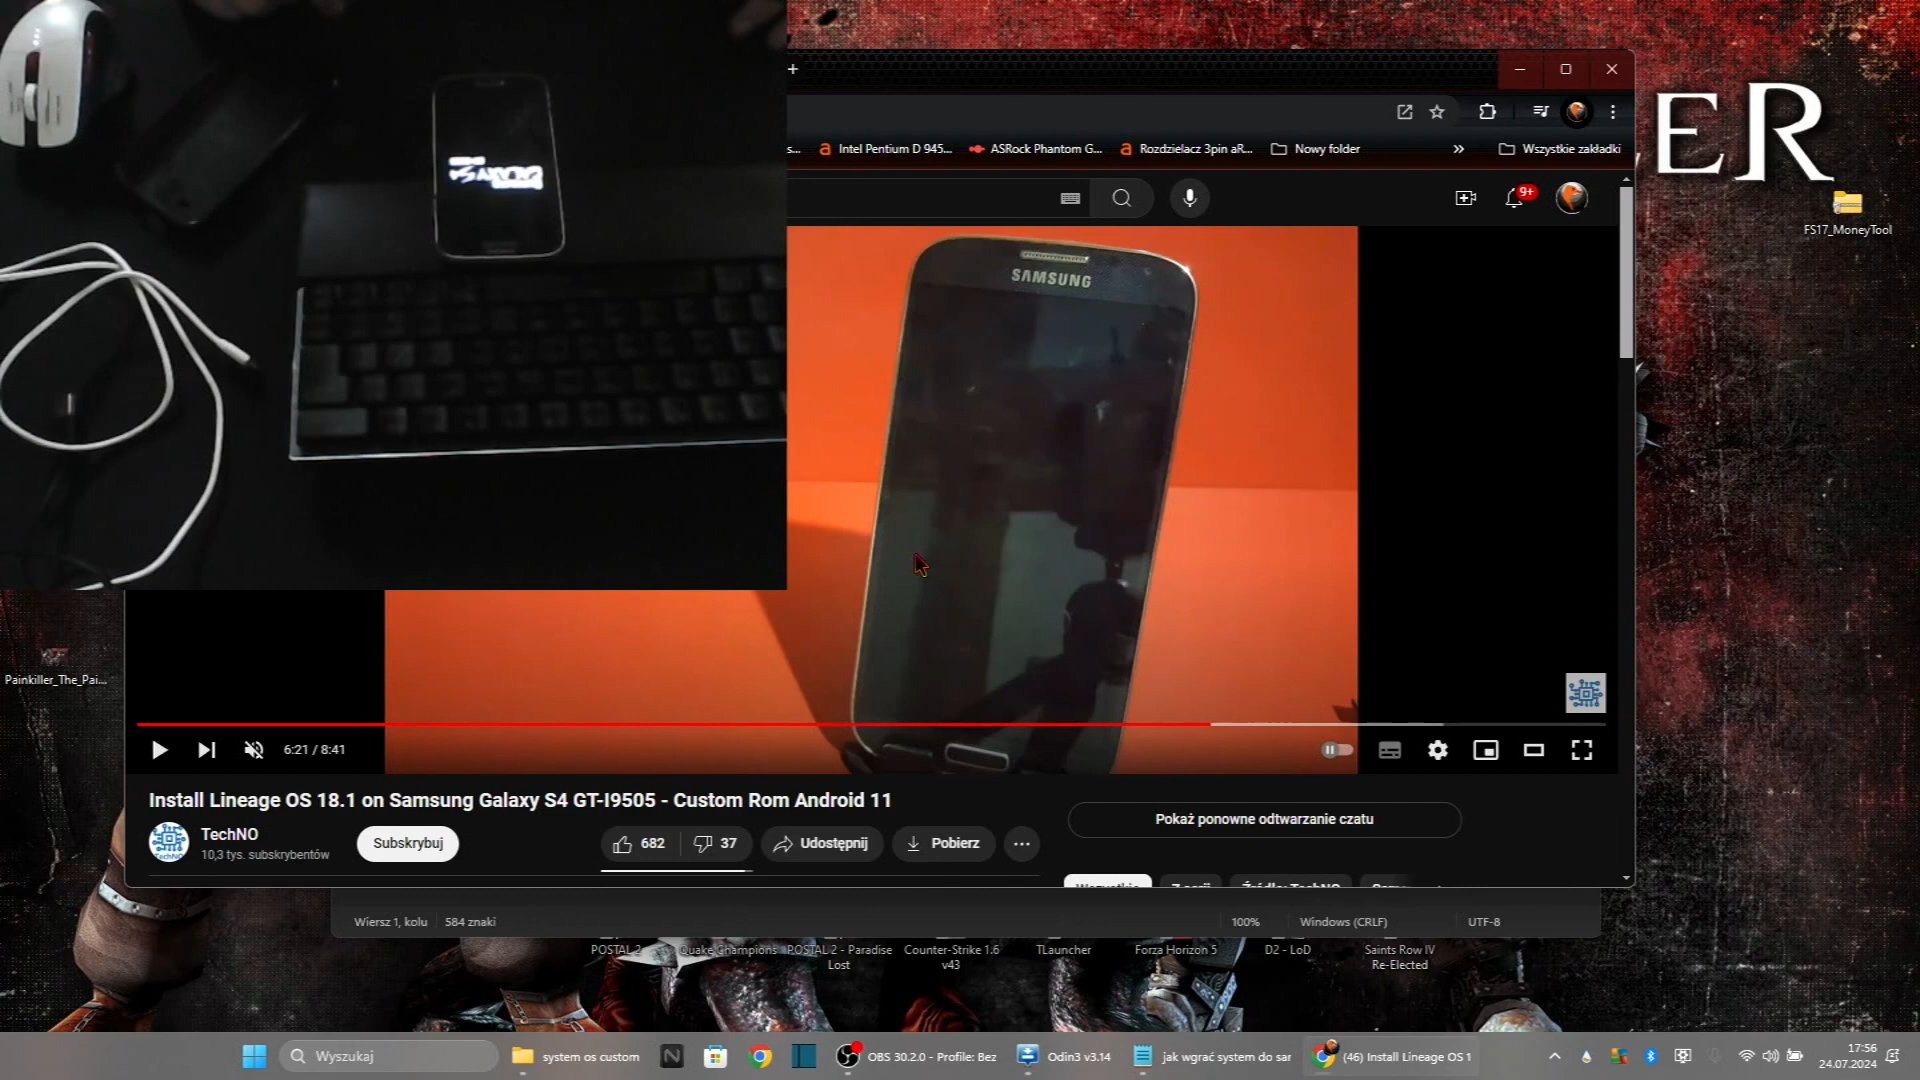 s...
Intel Pentium D 945...
ASRock Phantom G...
Rozdzielacz 3pin aR...
Nowy folder
»
Wszystkie zakładki
ER
9+
FS17_MoneyTool
SAMSUNG
Painkiller_The_Pai...
6:21 / 8:41
Install Lineage OS 18.1 on Samsung Galaxy S4 GT-I9505 - Custom Rom Android 11
TechNO
10,3 tys. subskrybentów
Subskrybuj
682
37
Udostępnij
Pobierz
Pokaż ponowne odtwarzanie czatu
Wszystkie
Z serii
Źródło: TechNO
Wiersz 1, kolu
584 znaki
100%
Windows (CRLF)
UTF-8
POSTAL 2
Quake Champions
POSTAL 2 - Paradise
Lost
Counter-Strike 1.6
v43
TLauncher
Forza Horizon 5
D2 - LoD
Saints Row IV
Re-Elected
Wyszukaj
system os custom
OBS 30.2.0 - Profile: Bez
Odin3 v3.14
jak wgrać system do sar
(46) Install Lineage OS 1
17:56
24.07.2024